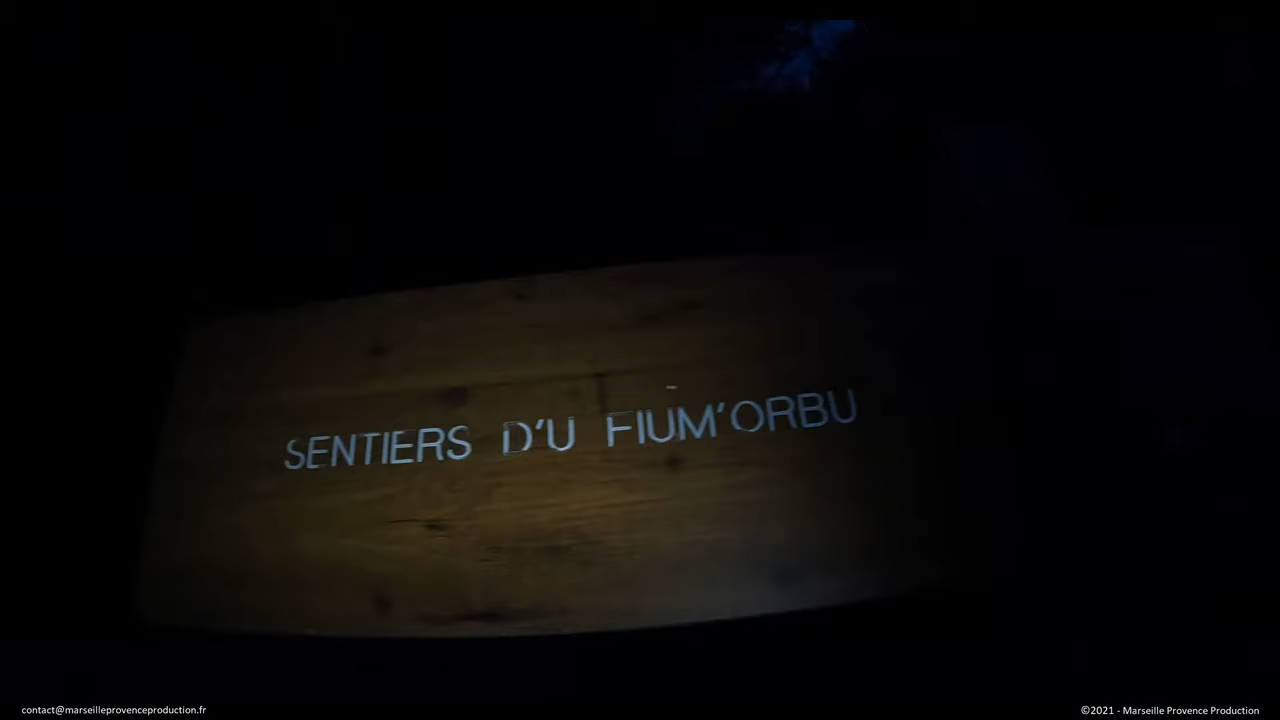 SENTIERS D'U FIUM'ORBU
contact@marseilleprovenceproduction.fr
©2021 - Marseille Provence Production